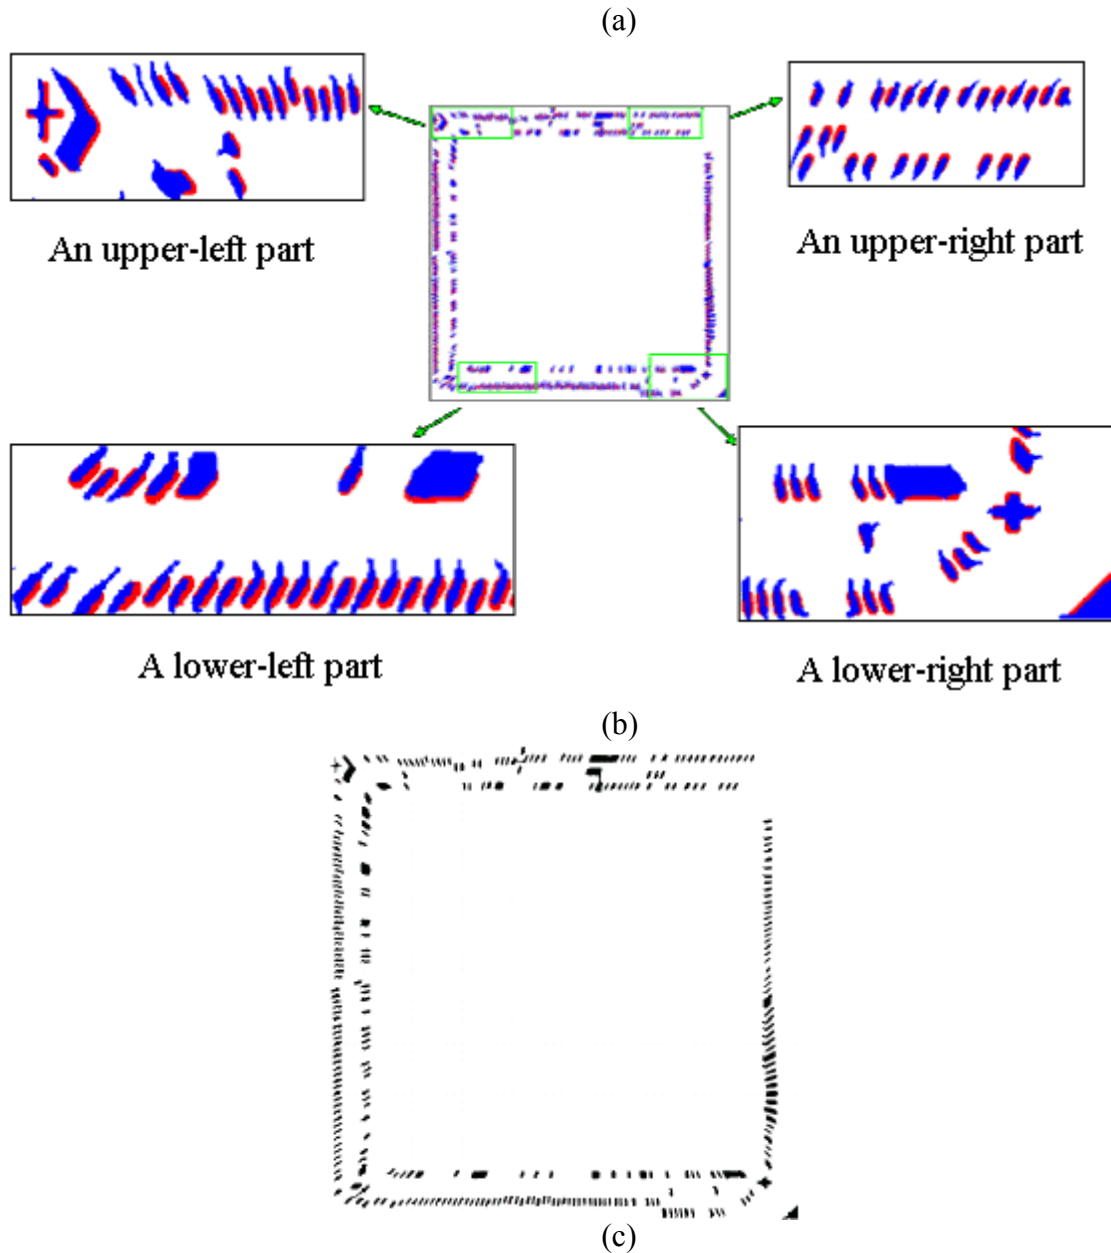 (a)
An upper-left part
An upper-right part
A lower-left part
A lower-right part
(b)
(c)